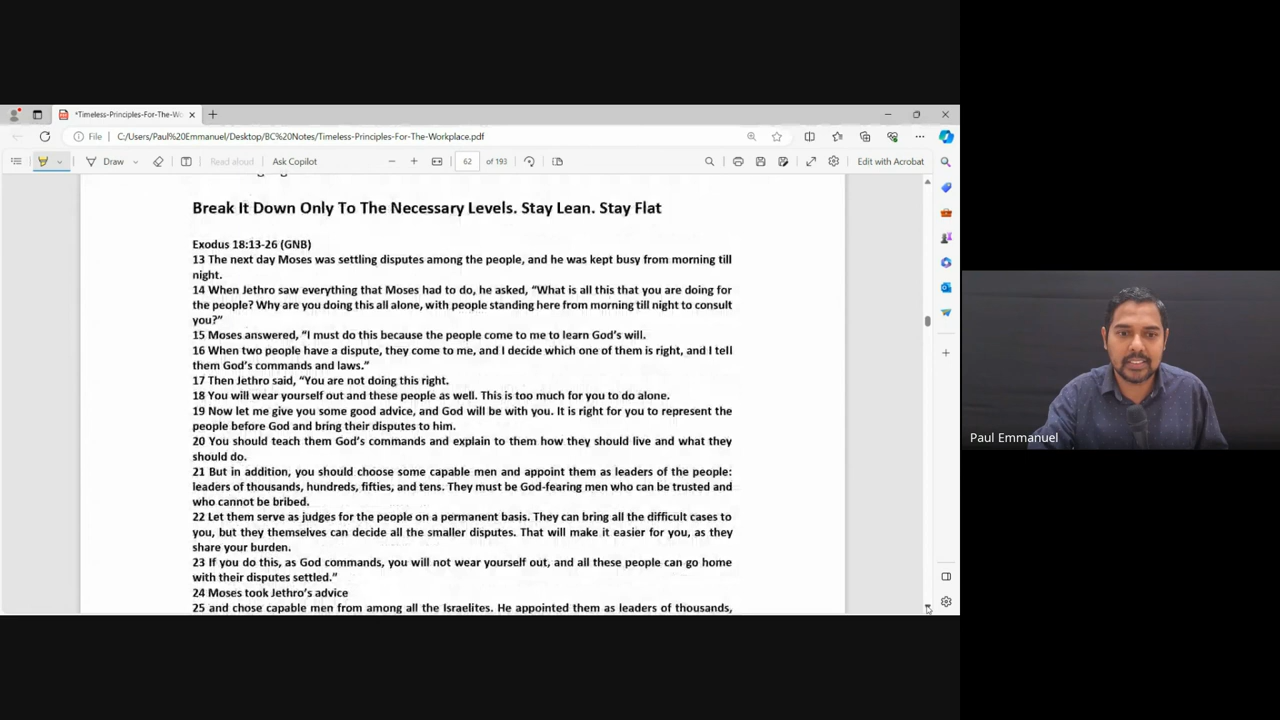 *Timeless-Principles-For-The-Wo
File
C:/Users/Paul%20Emmanuel/Desktop/BC%20Notes/Timeless-Principles-For-The-Workplace.pdf
Draw
Read aloud
Ask Copilot
62
of 193
Edit with Acrobat
Break It Down Only To The Necessary Levels. Stay Lean. Stay Flat
Exodus 18:13-26 (GNB)
13 The next day Moses was settling disputes among the people, and he was kept busy from morning till
night.
14 When Jethro saw everything that Moses had to do, he asked, “What is all this that you are doing for
the people? Why are you doing this all alone, with people standing here from morning till night to consult
you?”
15 Moses answered, “I must do this because the people come to me to learn God’s will.
16 When two people have a dispute, they come to me, and I decide which one of them is right, and I tell
them God’s commands and laws.”
17 Then Jethro said, “You are not doing this right.
18 You will wear yourself out and these people as well. This is too much for you to do alone.
19 Now let me give you some good advice, and God will be with you. It is right for you to represent the
people before God and bring their disputes to him.
20 You should teach them God’s commands and explain to them how they should live and what they
should do.
21 But in addition, you should choose some capable men and appoint them as leaders of the people:
leaders of thousands, hundreds, fifties, and tens. They must be God-fearing men who can be trusted and
who cannot be bribed.
22 Let them serve as judges for the people on a permanent basis. They can bring all the difficult cases to
you, but they themselves can decide all the smaller disputes. That will make it easier for you, as they
share your burden.
23 If you do this, as God commands, you will not wear yourself out, and all these people can go home
with their disputes settled.”
24 Moses took Jethro’s advice
25 and chose capable men from among all the Israelites. He appointed them as leaders of thousands,
Paul Emmanuel